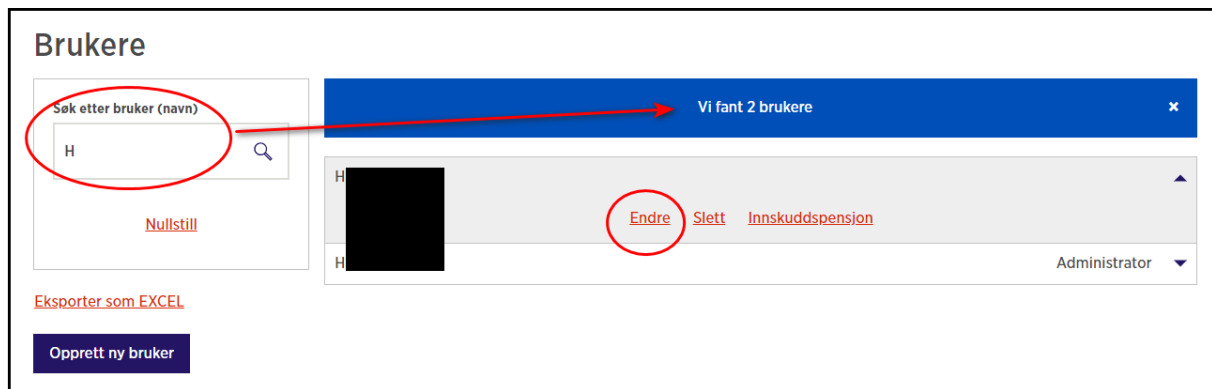 Brukere
Søk etter bruker (navn)
H
Nullstill
Eksporter som EXCEL
Opprett ny bruker
Vi fant 2 brukere
H
Endre Slett Innskuddspensjon
H Administrator